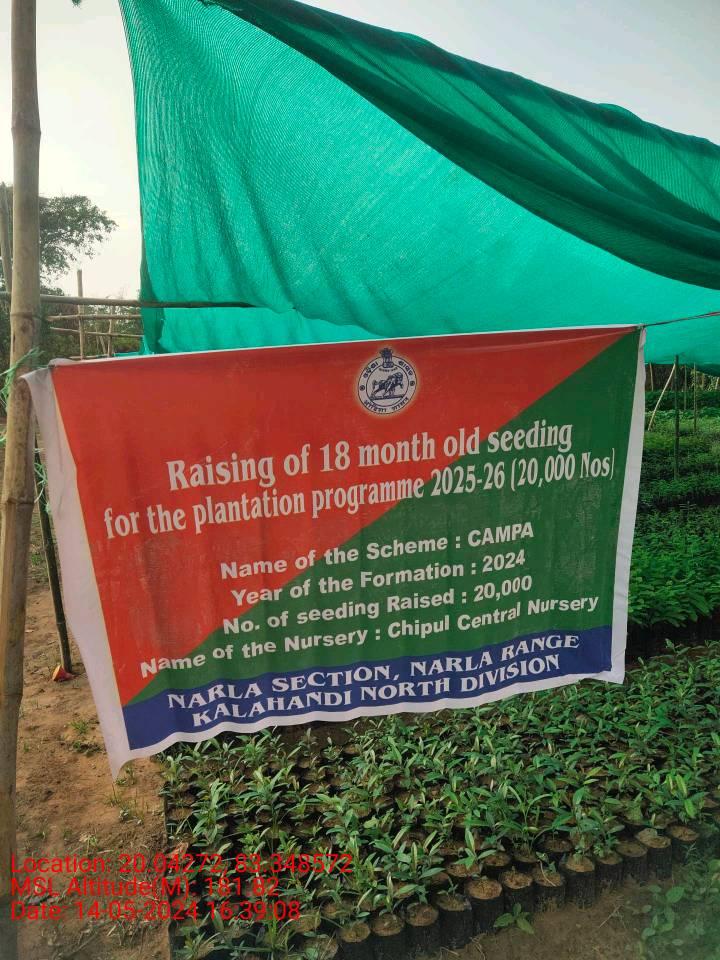 Raising of 18 month old seeding
for the plantation programme 2025-26 (20,000 Nos)
Name of the Scheme : CAMPA
Year of the Formation : 2024
No. of seeding Raised : 20,000
Name of the Nursery : Chipul Central Nursery
NARLA SECTION, NARLA RANGE
KALAHANDI NORTH DIVISION
Location: 20.04272, 83.348572
MSL Altitude(M): 181.82
Date: 14-05-2024 16:39:08